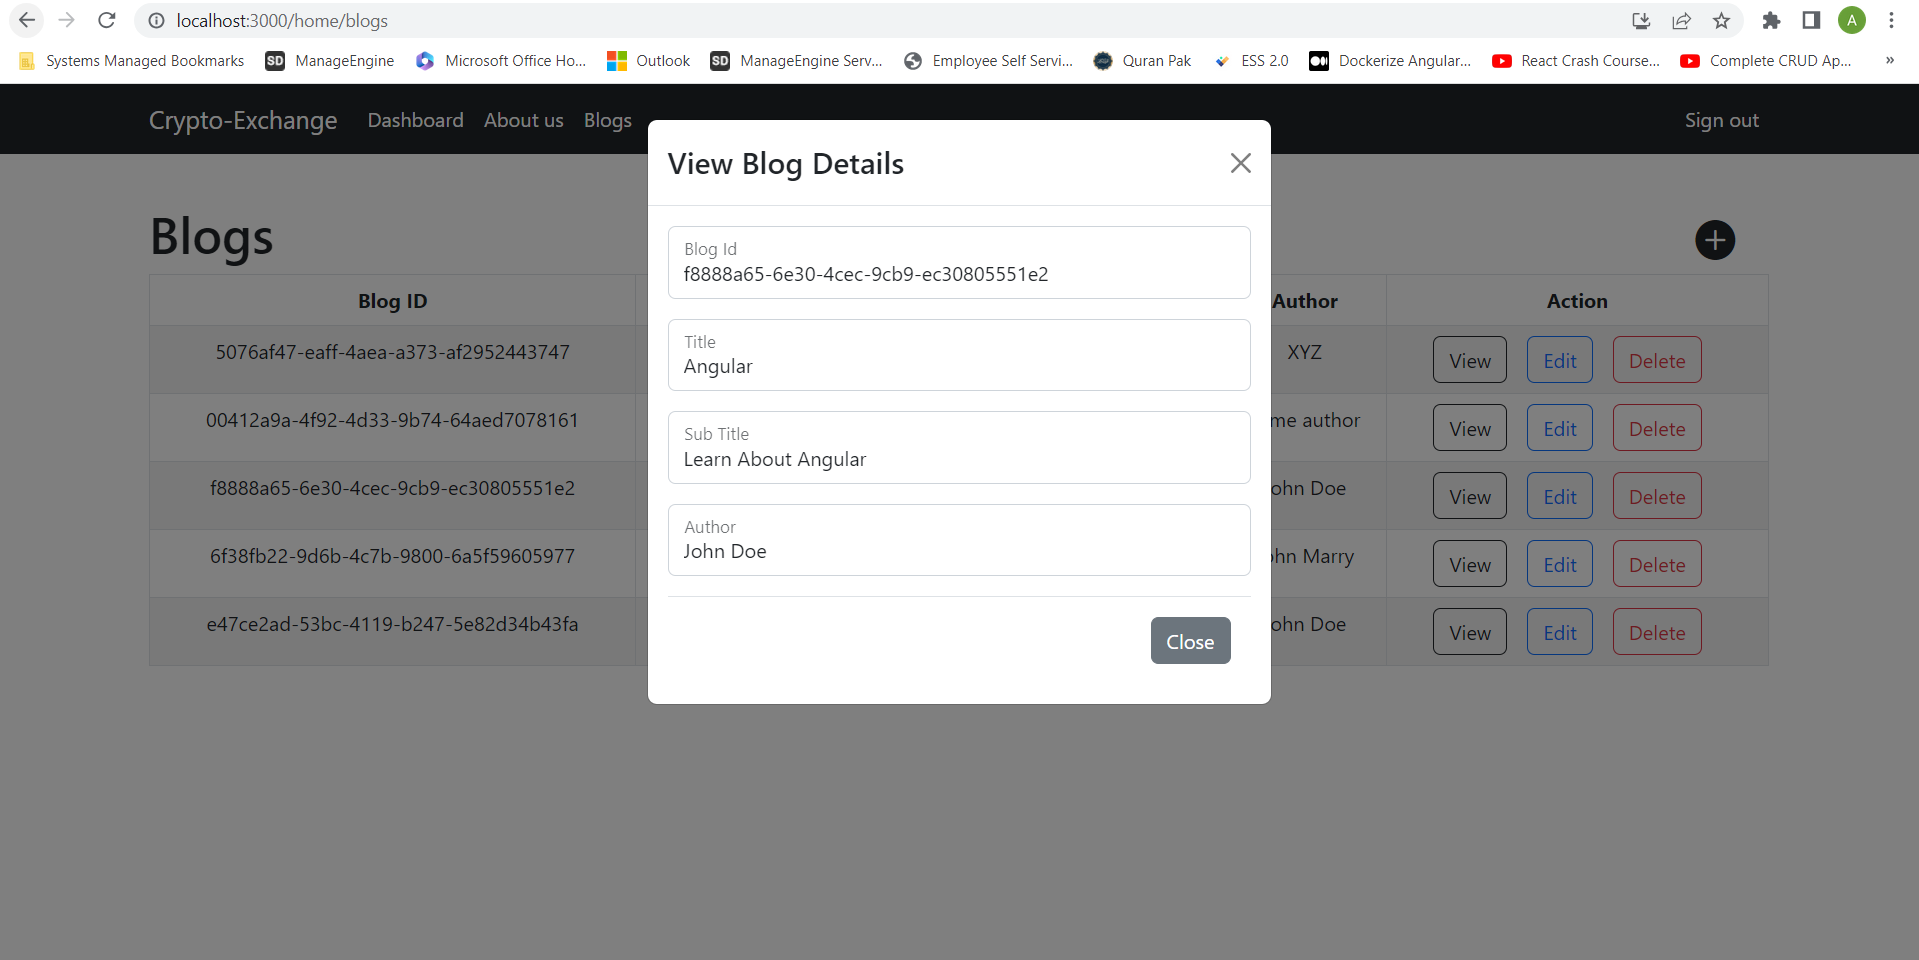 localhost:3000/home/blogs
A
Systems Managed Bookmarks SD ManageEngine Microsoft Office Ho... Outlook SD ManageEngine Serv... Employee Self Servi... Quran Pak ESS 2.0 Dockerize Angular... React Crash Course... Complete CRUD Ap... »
Crypto-Exchange Dashboard About us Blogs Sign out
View Blog Details
Blogs
Blog Id
f8888a65-6e30-4cec-9cb9-ec30805551e2
Title
Angular
Sub Title
Learn About Angular
Author
John Doe
Close
Blog ID Author Action
5076af47-eaff-4aea-a373-af2952443747 XYZ View Edit Delete
00412a9a-4f92-4d33-9b74-64aed7078161 me author View Edit Delete
f8888a65-6e30-4cec-9cb9-ec30805551e2 ohn Doe View Edit Delete
6f38fb22-9d6b-4c7b-9800-6a5f59605977 ohn Marry View Edit Delete
e47ce2ad-53bc-4119-b247-5e82d34b43fa ohn Doe View Edit Delete